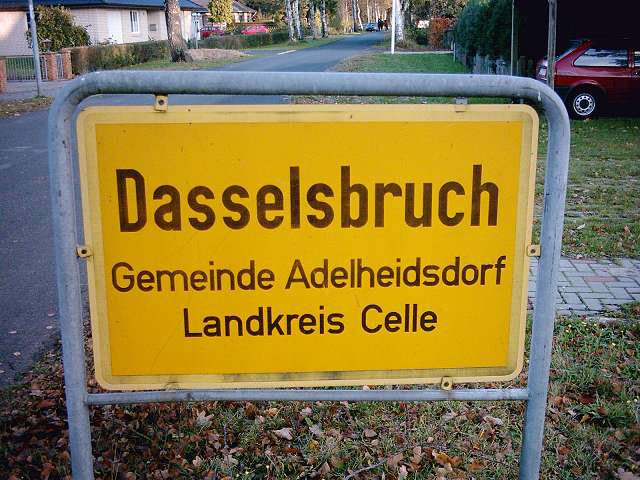 Dasselsbruch
Gemeinde Adelheidsdorf
Landkreis Celle